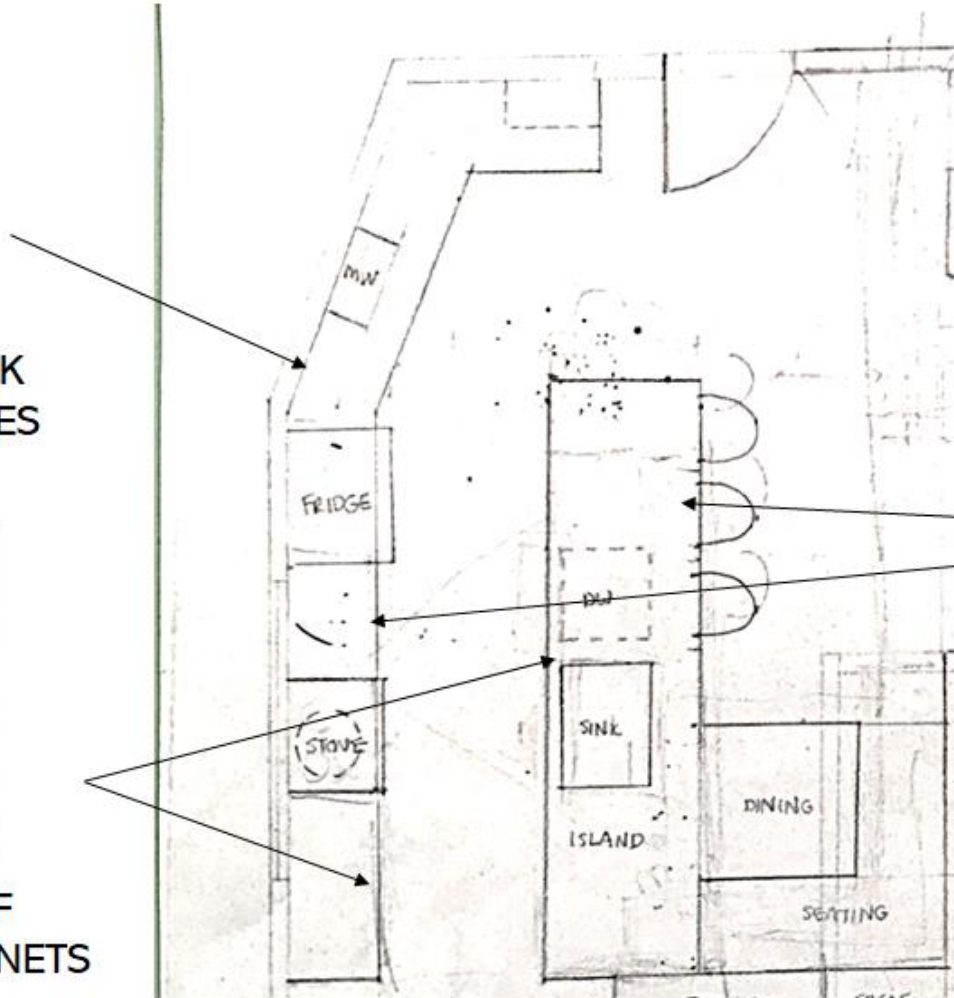 MW
K
ES
FRIDGE
DW
STOVE
SINK
DINING
ISLAND
F
SEATING
NETS